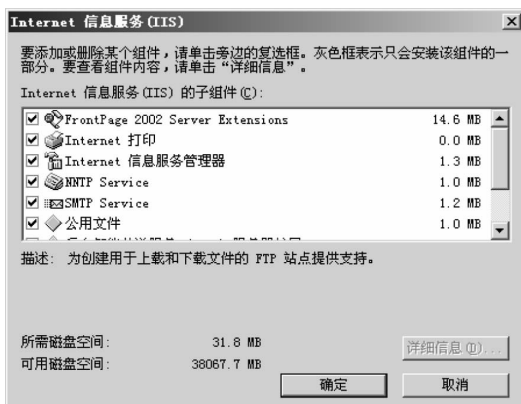 Internet 信息服务(IIS)
要添加或删除某个组件，请单击旁边的复选框。灰色框表示只会安装该组件的一
部分。要查看组件内容，请单击“详细信息”。
Internet 信息服务(IIS) 的子组件(C):
FrontPage 2002 Server Extensions 14.6 MB
Internet 打印 0.0 MB
Internet 信息服务管理器 1.3 MB
NNTP Service 1.0 MB
SMTP Service 1.2 MB
公用文件 1.0 MB
描述: 为创建用于上载和下载文件的 FTP 站点提供支持。
所需磁盘空间: 31.8 MB
详细信息(D)...
可用磁盘空间: 38067.7 MB
确定 取消